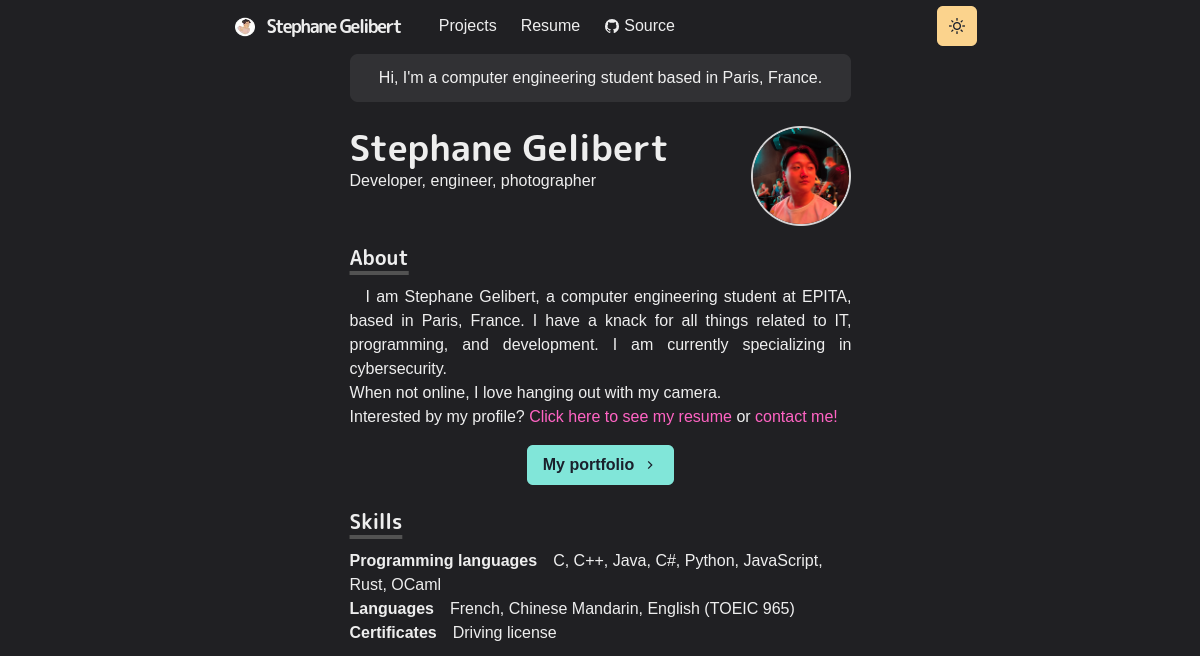 Stephane Gelibert Projects Resume Source
Hi, I'm a computer engineering student based in Paris, France.
Stephane Gelibert
Developer, engineer, photographer
About
I am Stephane Gelibert, a computer engineering student at EPITA,
based in Paris, France. I have a knack for all things related to IT,
programming, and development. I am currently specializing in
cybersecurity.
When not online, I love hanging out with my camera.
Interested by my profile? Click here to see my resume or contact me!
My portfolio
Skills
Programming languages C, C++, Java, C#, Python, JavaScript,
Rust, OCaml
Languages French, Chinese Mandarin, English (TOEIC 965)
Certificates Driving license